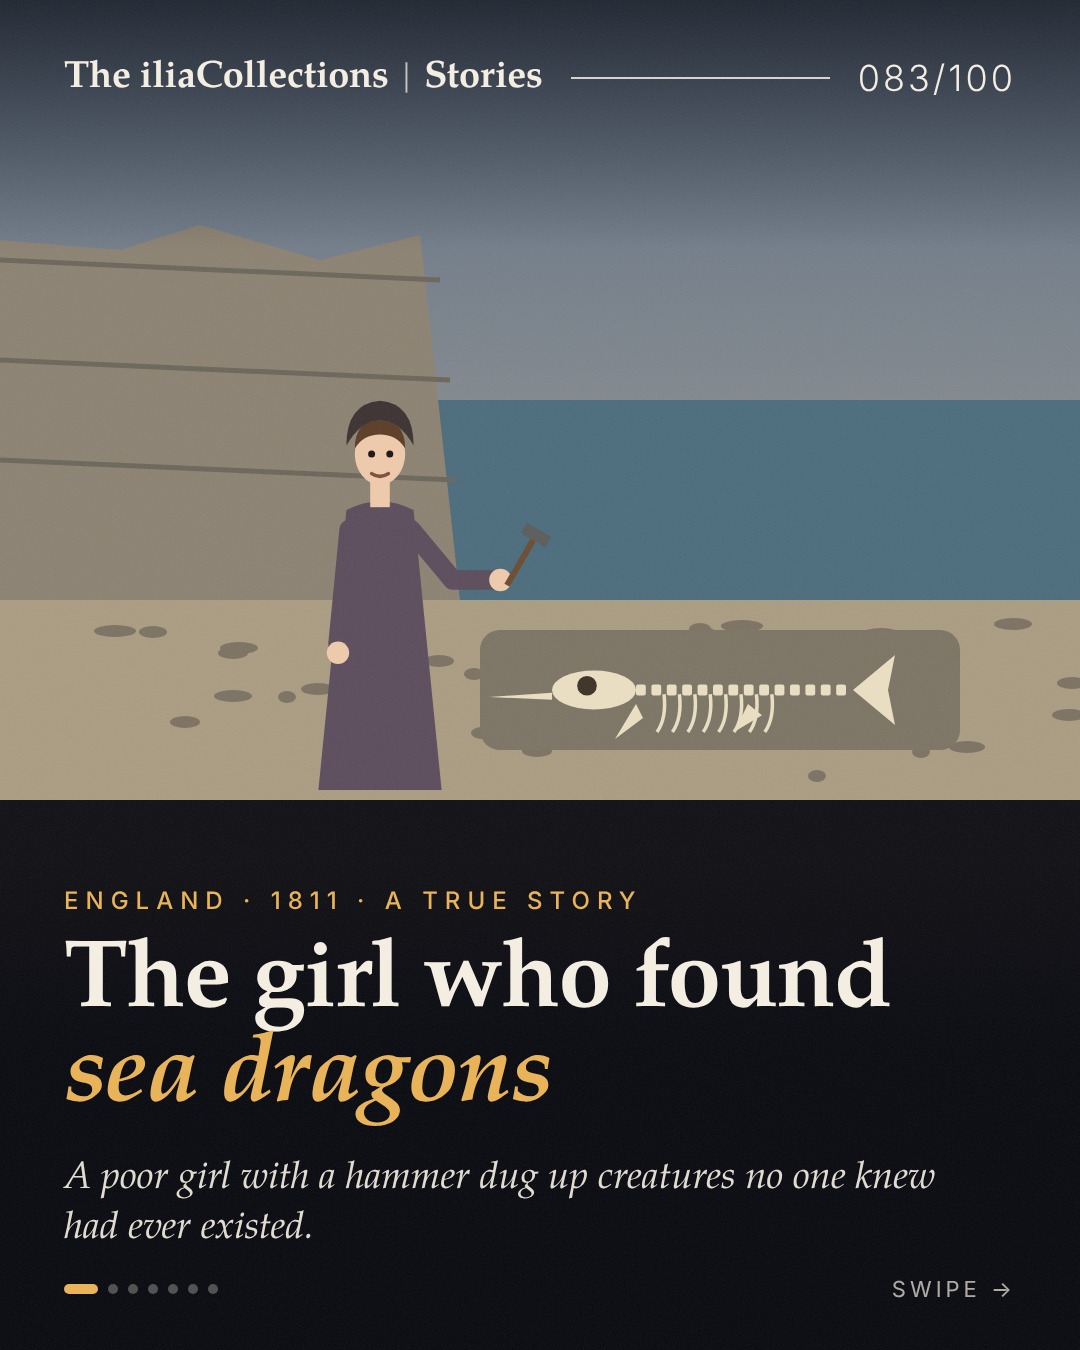 The iliaCollections | Stories 083/100
ENGLAND · 1811 · A TRUE STORY
The girl who found
sea dragons
A poor girl with a hammer dug up creatures no one knew
had ever existed.
SWIPE →